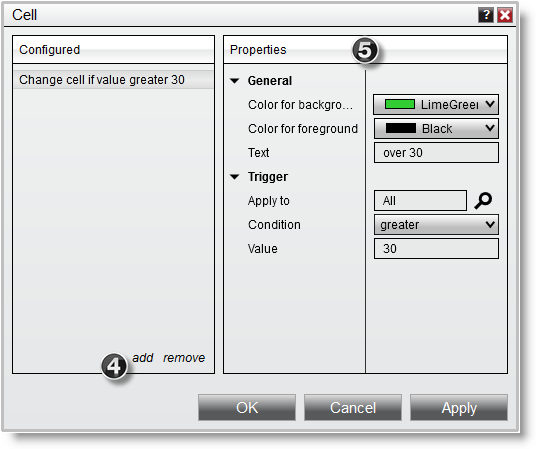 Cell
?
Configured
Properties
5
Change cell if value greater 30
General
Color for backgro... LimeGreen
Color for foreground Black
Text over 30
Trigger
Apply to All
Condition greater
Value 30
4
add remove
OK Cancel Apply